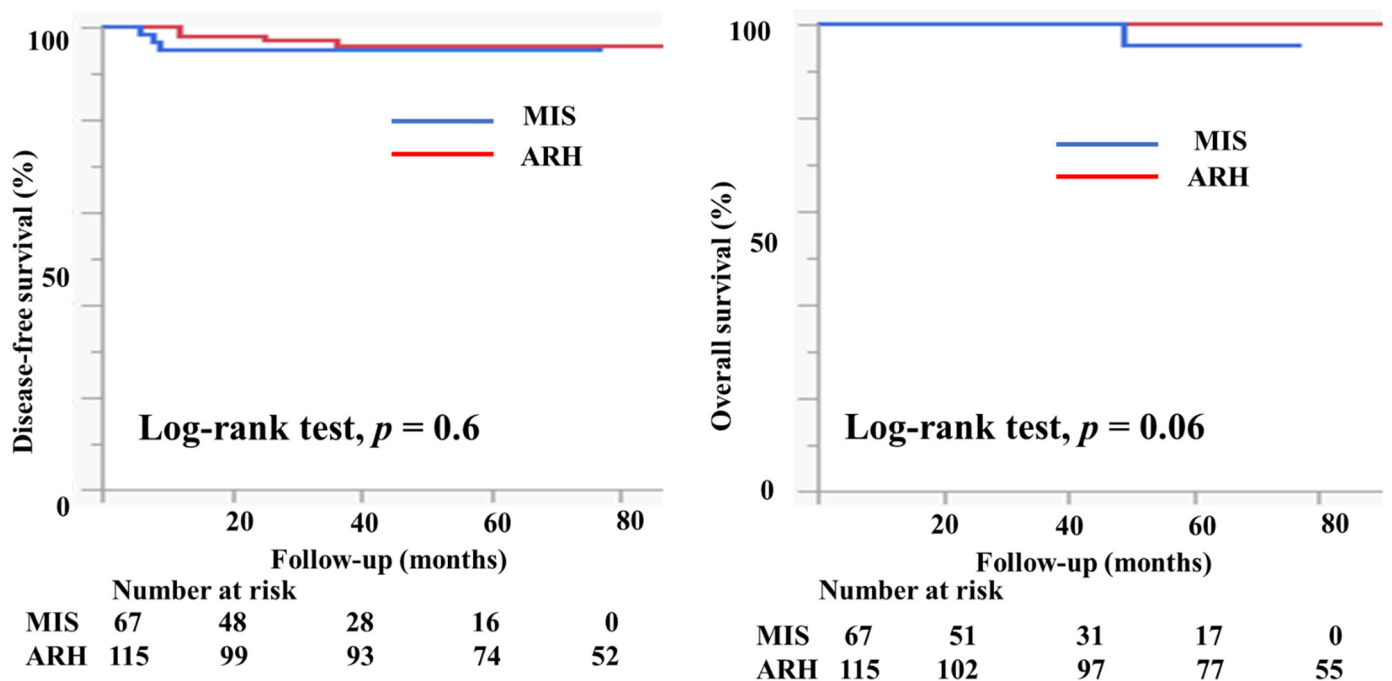 100
50
0
Disease-free survival (%)
MIS
ARH
Log-rank test, p = 0.6
20 40 60 80
Follow-up (months)
Number at risk
MIS 67 48 28 16 0
ARH 115 99 93 74 52
100
50
0
Overall survival (%)
MIS
ARH
Log-rank test, p = 0.06
20 40 60 80
Follow-up (months)
Number at risk
MIS 67 51 31 17 0
ARH 115 102 97 77 55